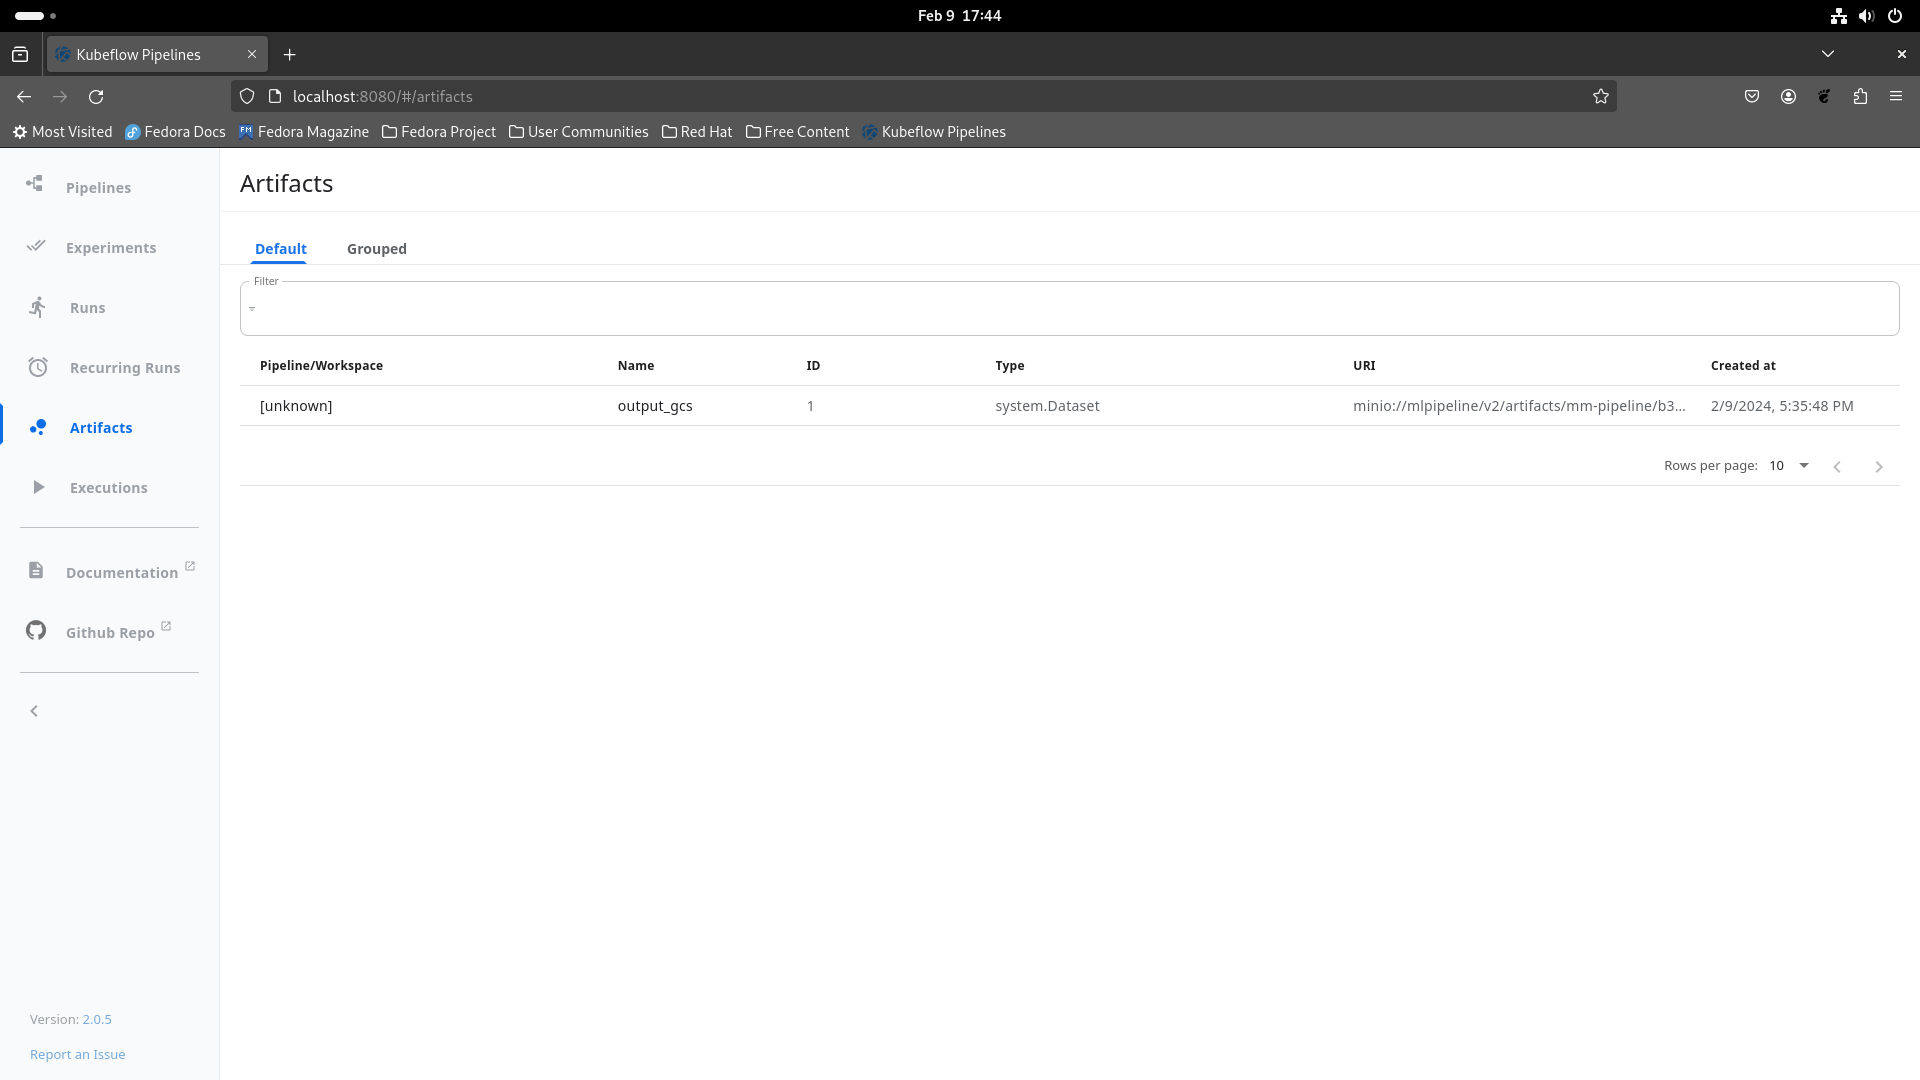 Feb 9 17:44
Kubeflow Pipelines
localhost:8080/#/artifacts
Most Visited Fedora Docs Fedora Magazine Fedora Project User Communities Red Hat Free Content Kubeflow Pipelines
Pipelines
Experiments
Runs
Recurring Runs
Artifacts
Executions
Documentation
Github Repo
Version: 2.0.5
Report an Issue
Artifacts
Default Grouped
Filter
Pipeline/Workspace Name ID Type URI Created at
[unknown] output_gcs 1 system.Dataset minio://mlpipeline/v2/artifacts/mm-pipeline/b3... 2/9/2024, 5:35:48 PM
Rows per page: 10